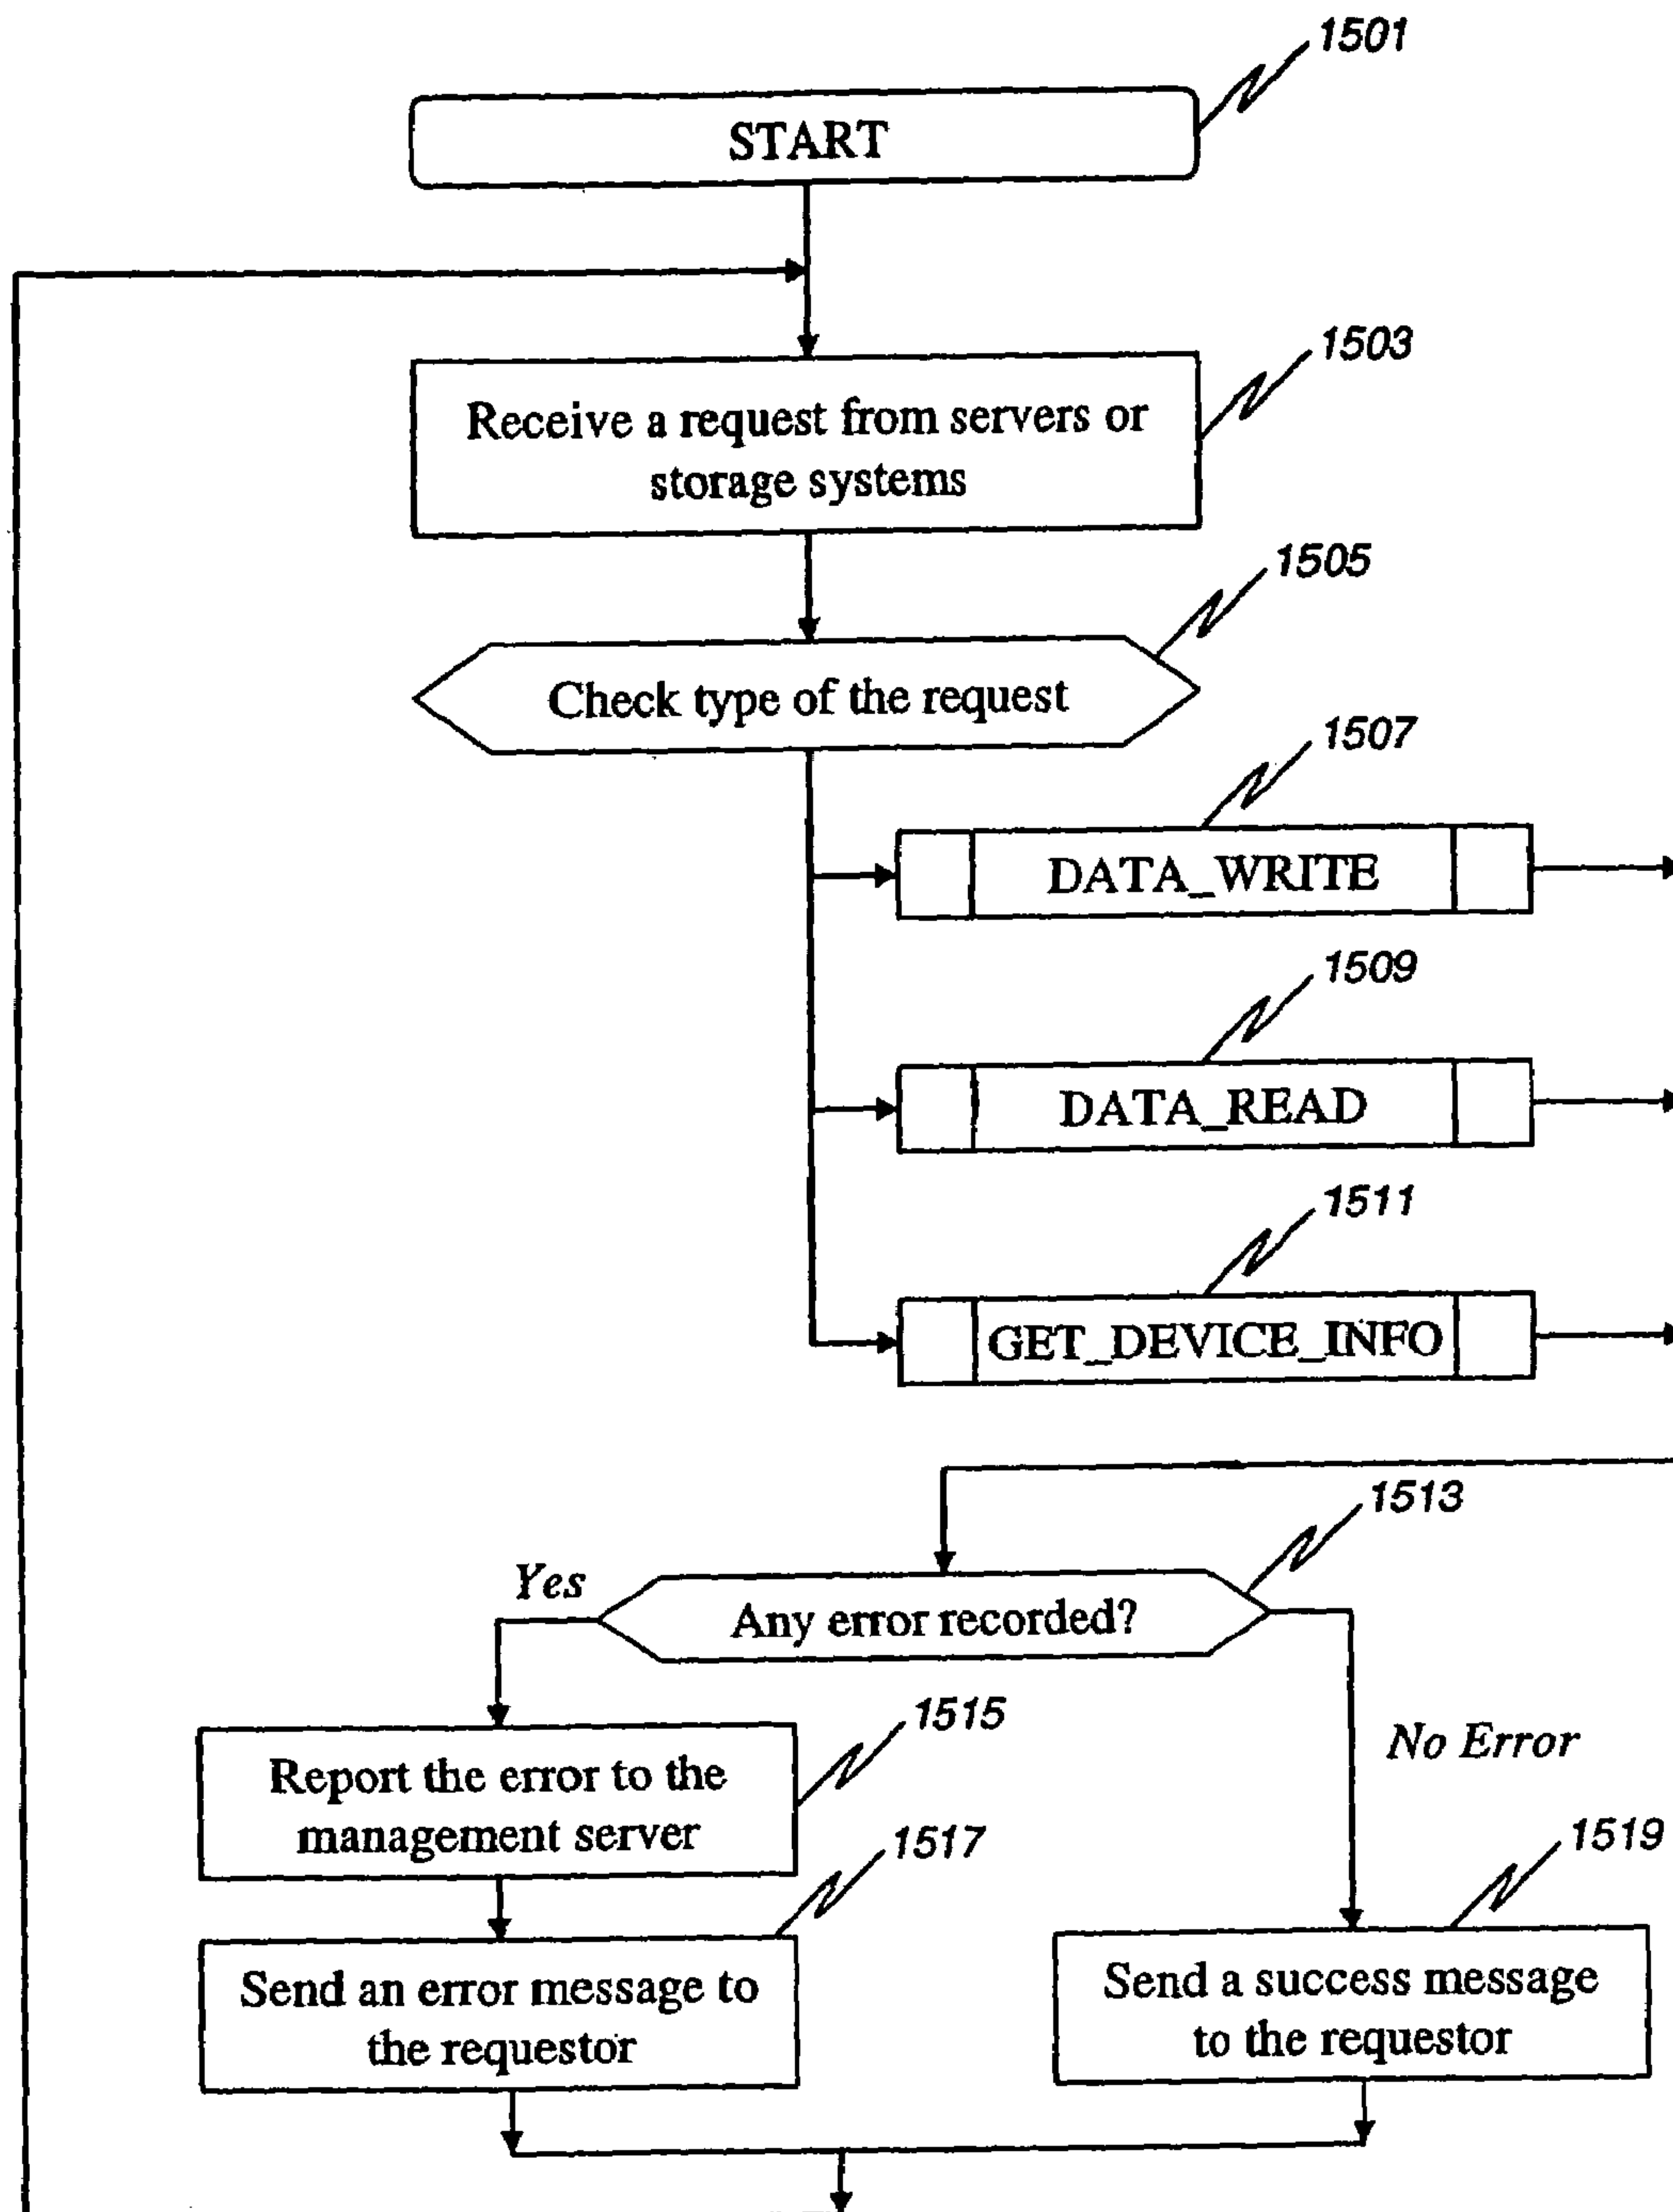 1501
START
1503
Receive a request from servers or
storage systems
1505
Check type of the request
1507
DATA_WRITE
1509
DATA_READ
1511
GET_DEVICE_INFO
1513
Yes
Any error recorded?
1515
No Error
Report the error to the
management server
1517
1519
Send an error message to
the requestor
Send a success message
to the requestor